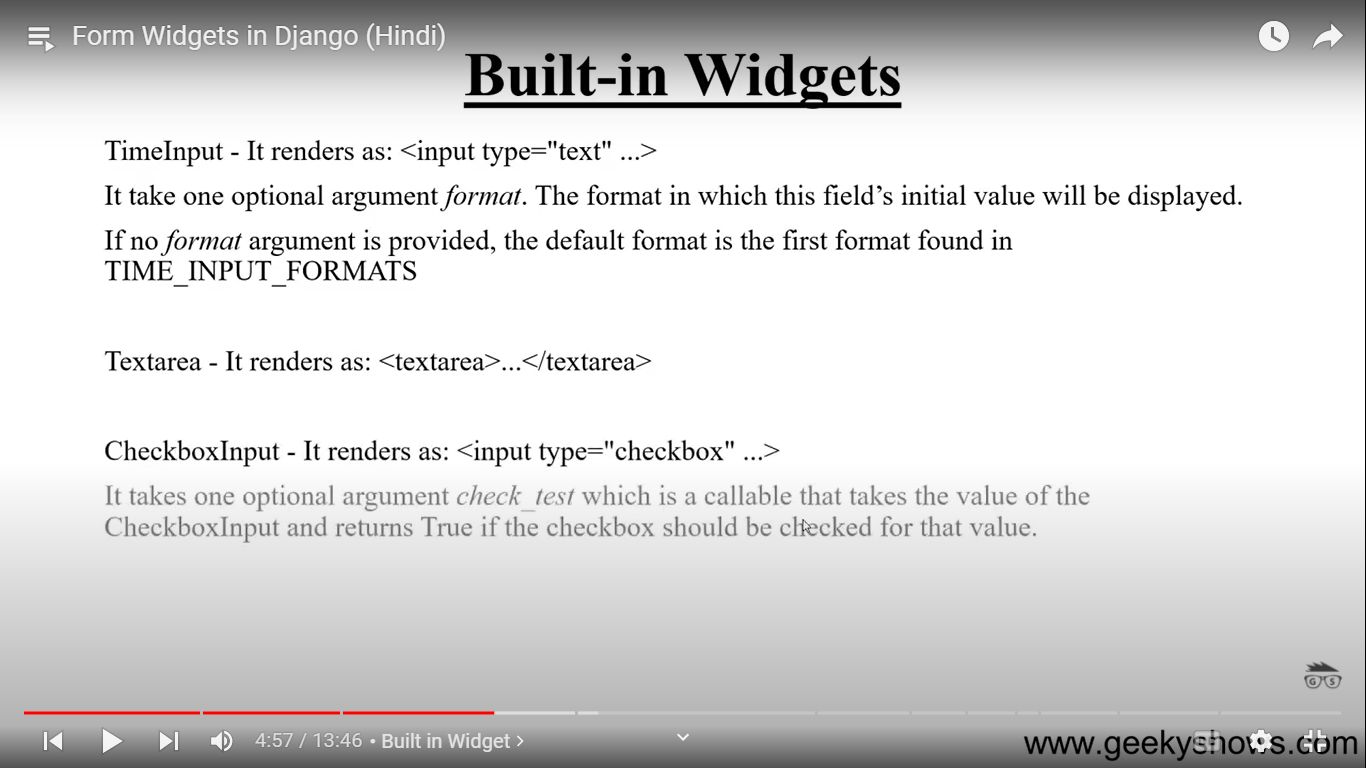 Form Widgets in Django (Hindi)
Built-in Widgets
TimeInput - It renders as: <input type="text" ...>
It take one optional argument format. The format in which this field’s initial value will be displayed.
If no format argument is provided, the default format is the first format found in
TIME_INPUT_FORMATS
Textarea - It renders as: <textarea>...</textarea>
CheckboxInput - It renders as: <input type="checkbox" ...>
It takes one optional argument check_test which is a callable that takes the value of the
CheckboxInput and returns True if the checkbox should be checked for that value.
G S
4:57 / 13:46 • Built in Widget >
www.geekyshows.com